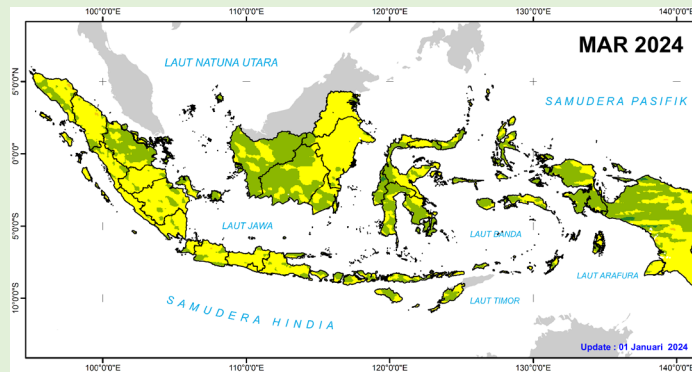 100°0'0"E 110°0'0"E 120°0'0"E 130°0'0"E 140°0'0"E
MAR 2024
LAUT NATUNA UTARA
5°0'0"N
SAMUDERA PASIFIK
0°0'0"
LAUT JAWA
LAUT BANDA
5°0'0"S
LAUT ARAFURA
SAMUDERA HINDIA
LAUT TIMOR
10°0'0"S
Update : 01 Januari 2024
100°0'0"E 110°0'0"E 120°0'0"E 130°0'0"E 140°0'0"E